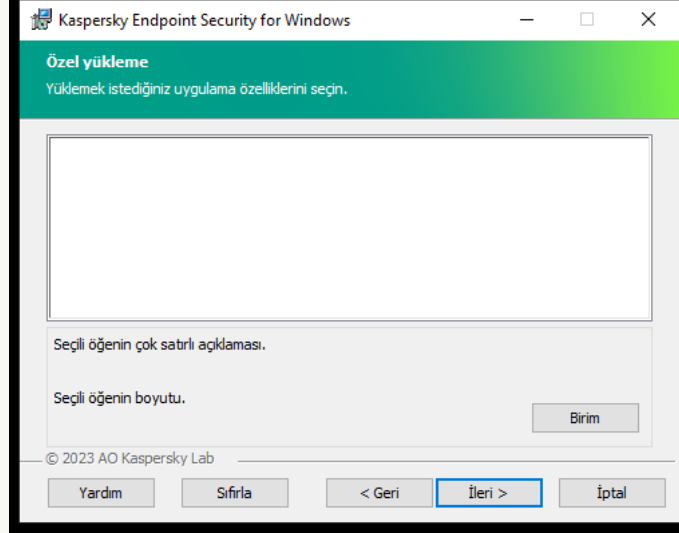 Kaspersky Endpoint Security for Windows
Özel yükleme
Yüklemek istediğiniz uygulama özelliklerini seçin.
Seçili öğenin çok satırlı açıklaması.
Seçili öğenin boyutu.
Birim
© 2023 AO Kaspersky Lab
Yardım Sıfırla < Geri İleri > İptal